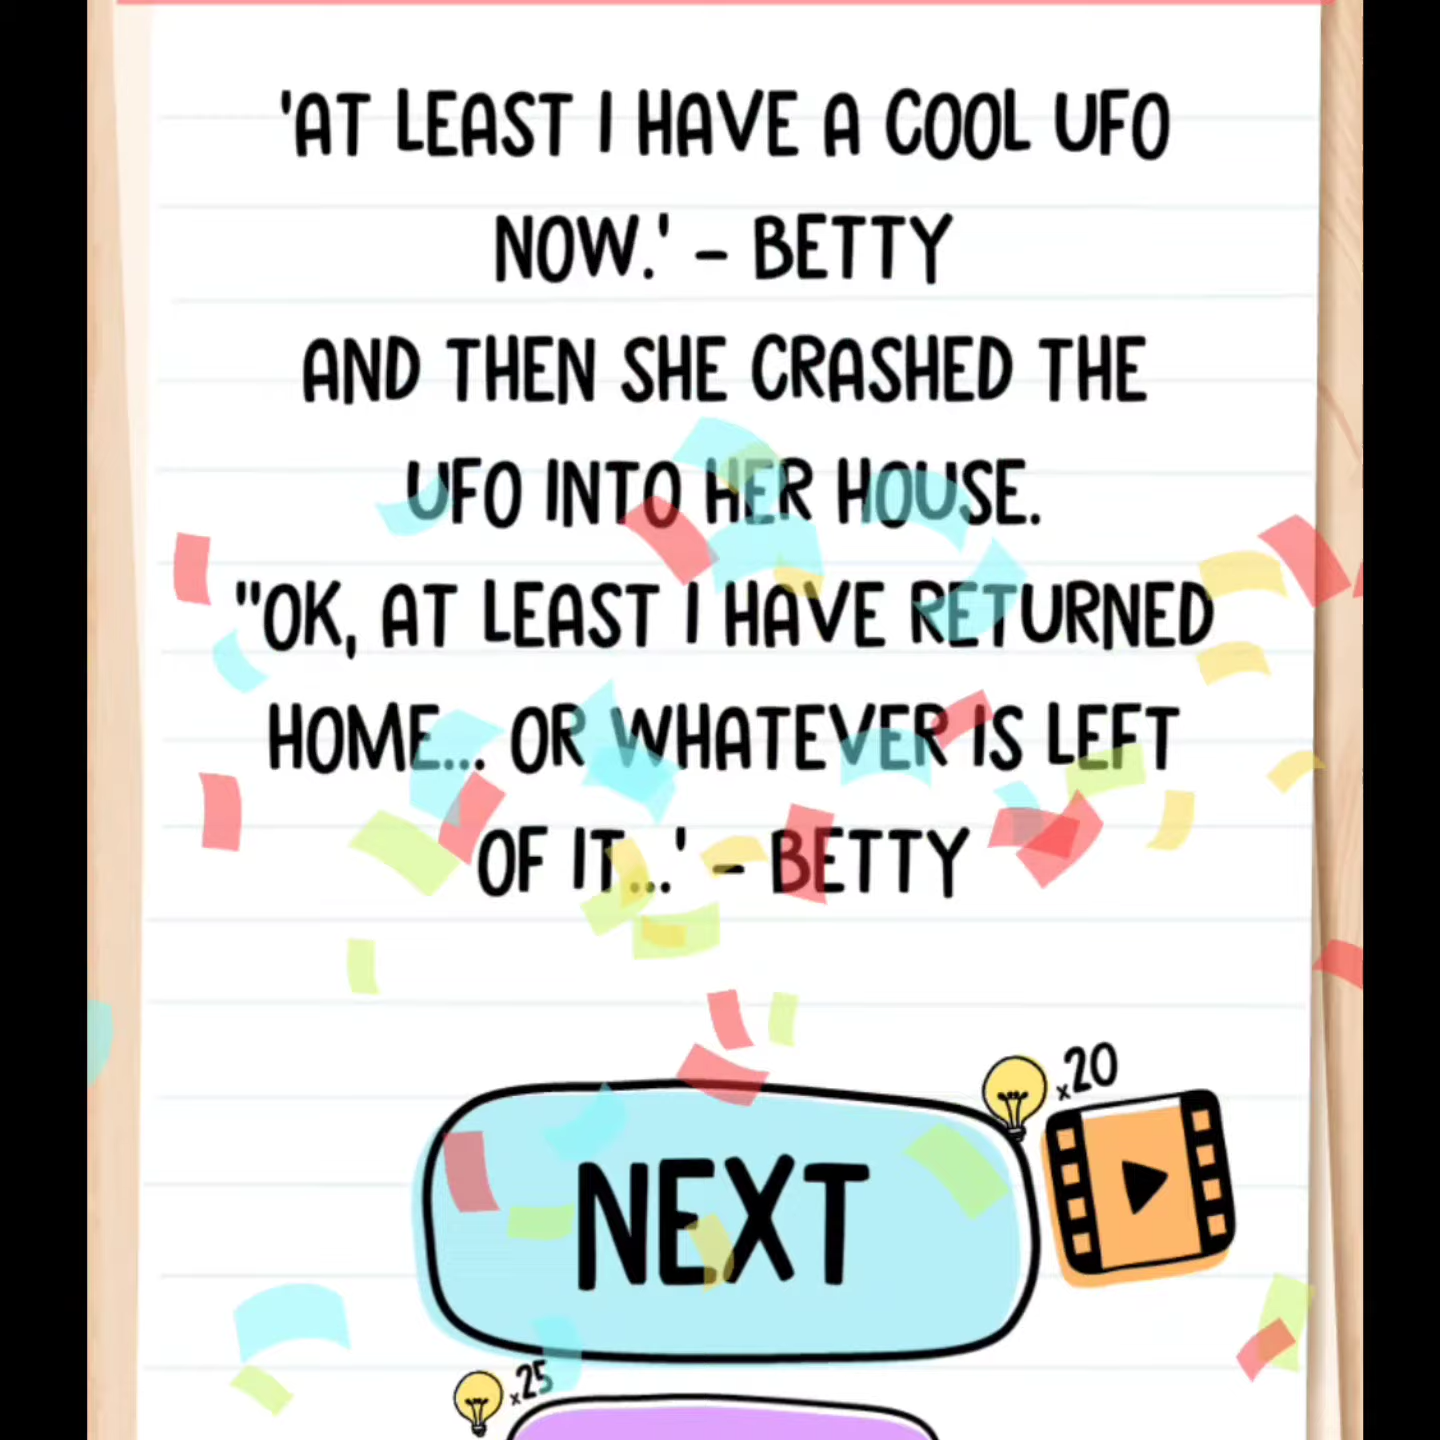 'AT LEAST I HAVE A COOL UFO
NOW.' - BETTY
AND THEN SHE CRASHED THE
UFO INTO HER HOUSE.
"OK, AT LEAST I HAVE RETURNED
HOME... OR WHATEVER IS LEFT
OF IT...' - BETTY
x20
NEXT
x25